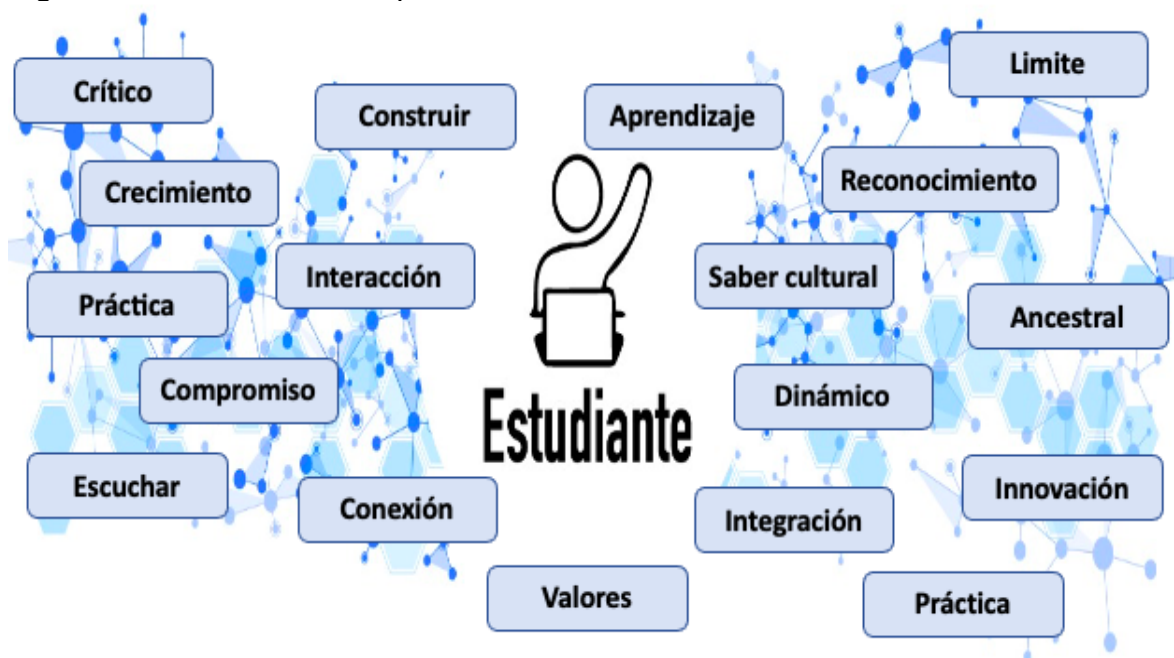 Crítico
Construir
Aprendizaje
Limite
Crecimiento
Reconocimiento
Interacción
Saber cultural
Práctica
Ancestral
Compromiso
Dinámico
Estudiante
Escuchar
Conexión
Integración
Innovación
Valores
Práctica